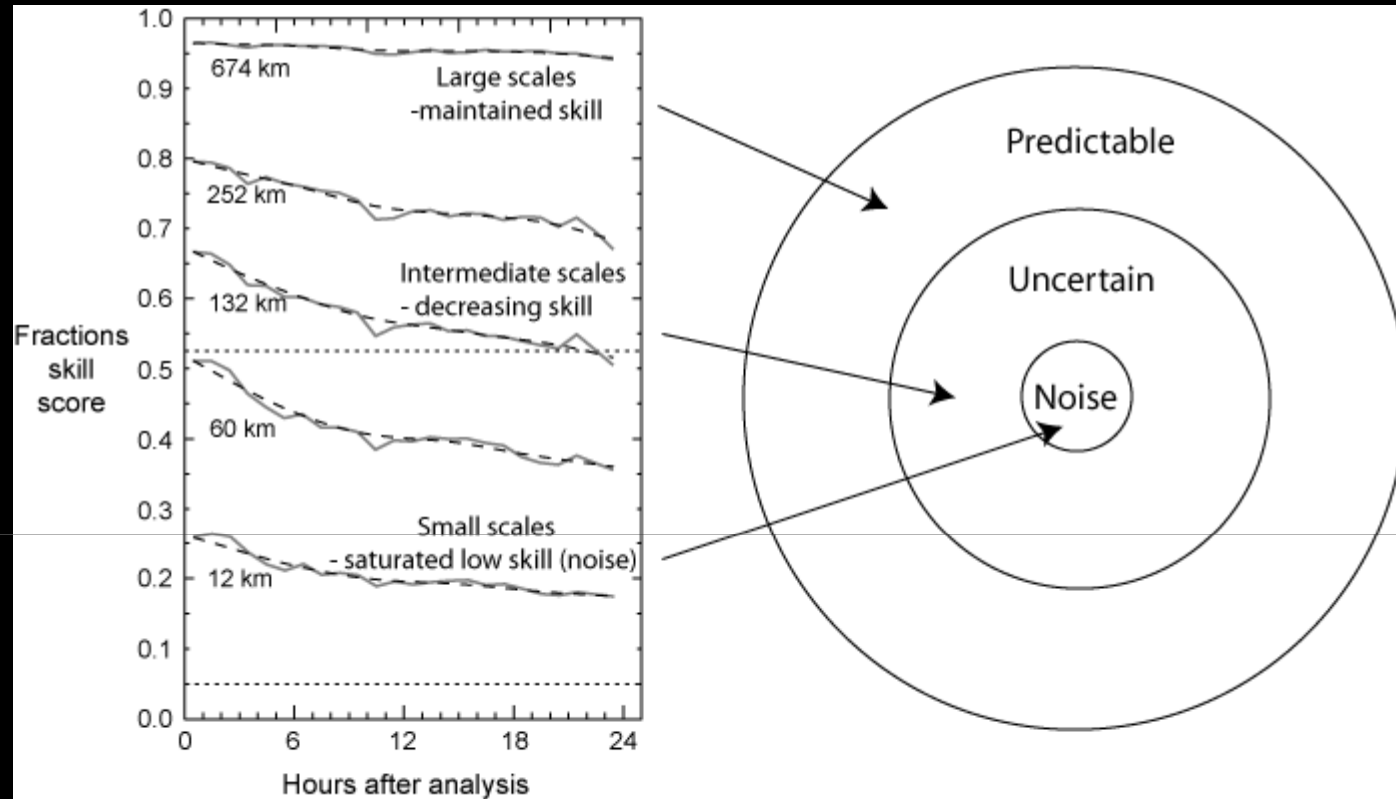 1.0
0.9
0.8
0.7
0.6
0.5
0.4
0.3
0.2
0.1
0.0
Fractions
skill
score
674 km
Large scales
-maintained skill
252 km
Intermediate scales
- decreasing skill
132 km
60 km
Small scales
- saturated low skill (noise)
12 km
0 6 12 18 24
Hours after analysis
Predictable
Uncertain
Noise